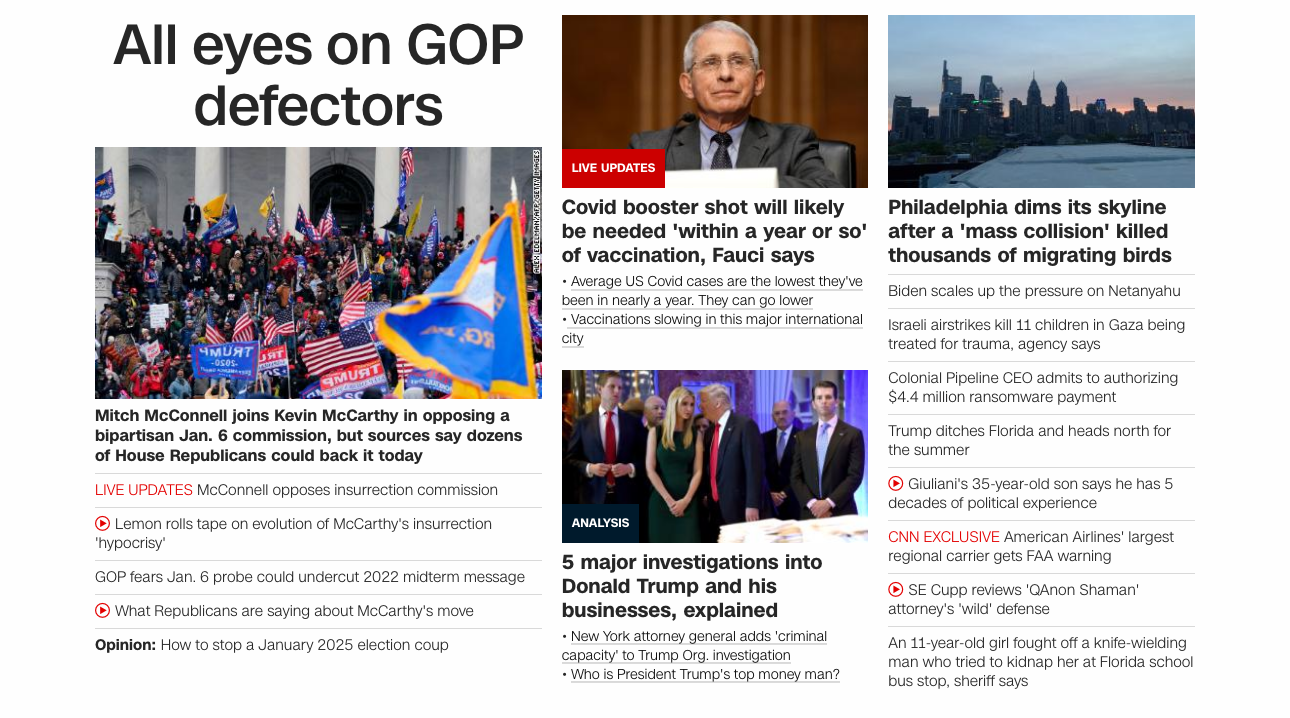 All eyes on GOP
defectors
ALEX EDELMAN/AFP/GETTY IMAGES
TRUMP
2020
TRUMP
Mitch McConnell joins Kevin McCarthy in opposing a
bipartisan Jan. 6 commission, but sources say dozens
of House Republicans could back it today
LIVE UPDATES McConnell opposes insurrection commission
Lemon rolls tape on evolution of McCarthy's insurrection
'hypocrisy'
GOP fears Jan. 6 probe could undercut 2022 midterm message
What Republicans are saying about McCarthy's move
Opinion: How to stop a January 2025 election coup
LIVE UPDATES
Covid booster shot will likely
be needed 'within a year or so'
of vaccination, Fauci says
• Average US Covid cases are the lowest they've
been in nearly a year. They can go lower
• Vaccinations slowing in this major international
city
ANALYSIS
5 major investigations into
Donald Trump and his
businesses, explained
• New York attorney general adds 'criminal
capacity' to Trump Org. investigation
• Who is President Trump's top money man?
Philadelphia dims its skyline
after a 'mass collision' killed
thousands of migrating birds
Biden scales up the pressure on Netanyahu
Israeli airstrikes kill 11 children in Gaza being
treated for trauma, agency says
Colonial Pipeline CEO admits to authorizing
$4.4 million ransomware payment
Trump ditches Florida and heads north for
the summer
Giuliani's 35-year-old son says he has 5
decades of political experience
CNN EXCLUSIVE American Airlines' largest
regional carrier gets FAA warning
SE Cupp reviews 'QAnon Shaman'
attorney's 'wild' defense
An 11-year-old girl fought off a knife-wielding
man who tried to kidnap her at Florida school
bus stop, sheriff says